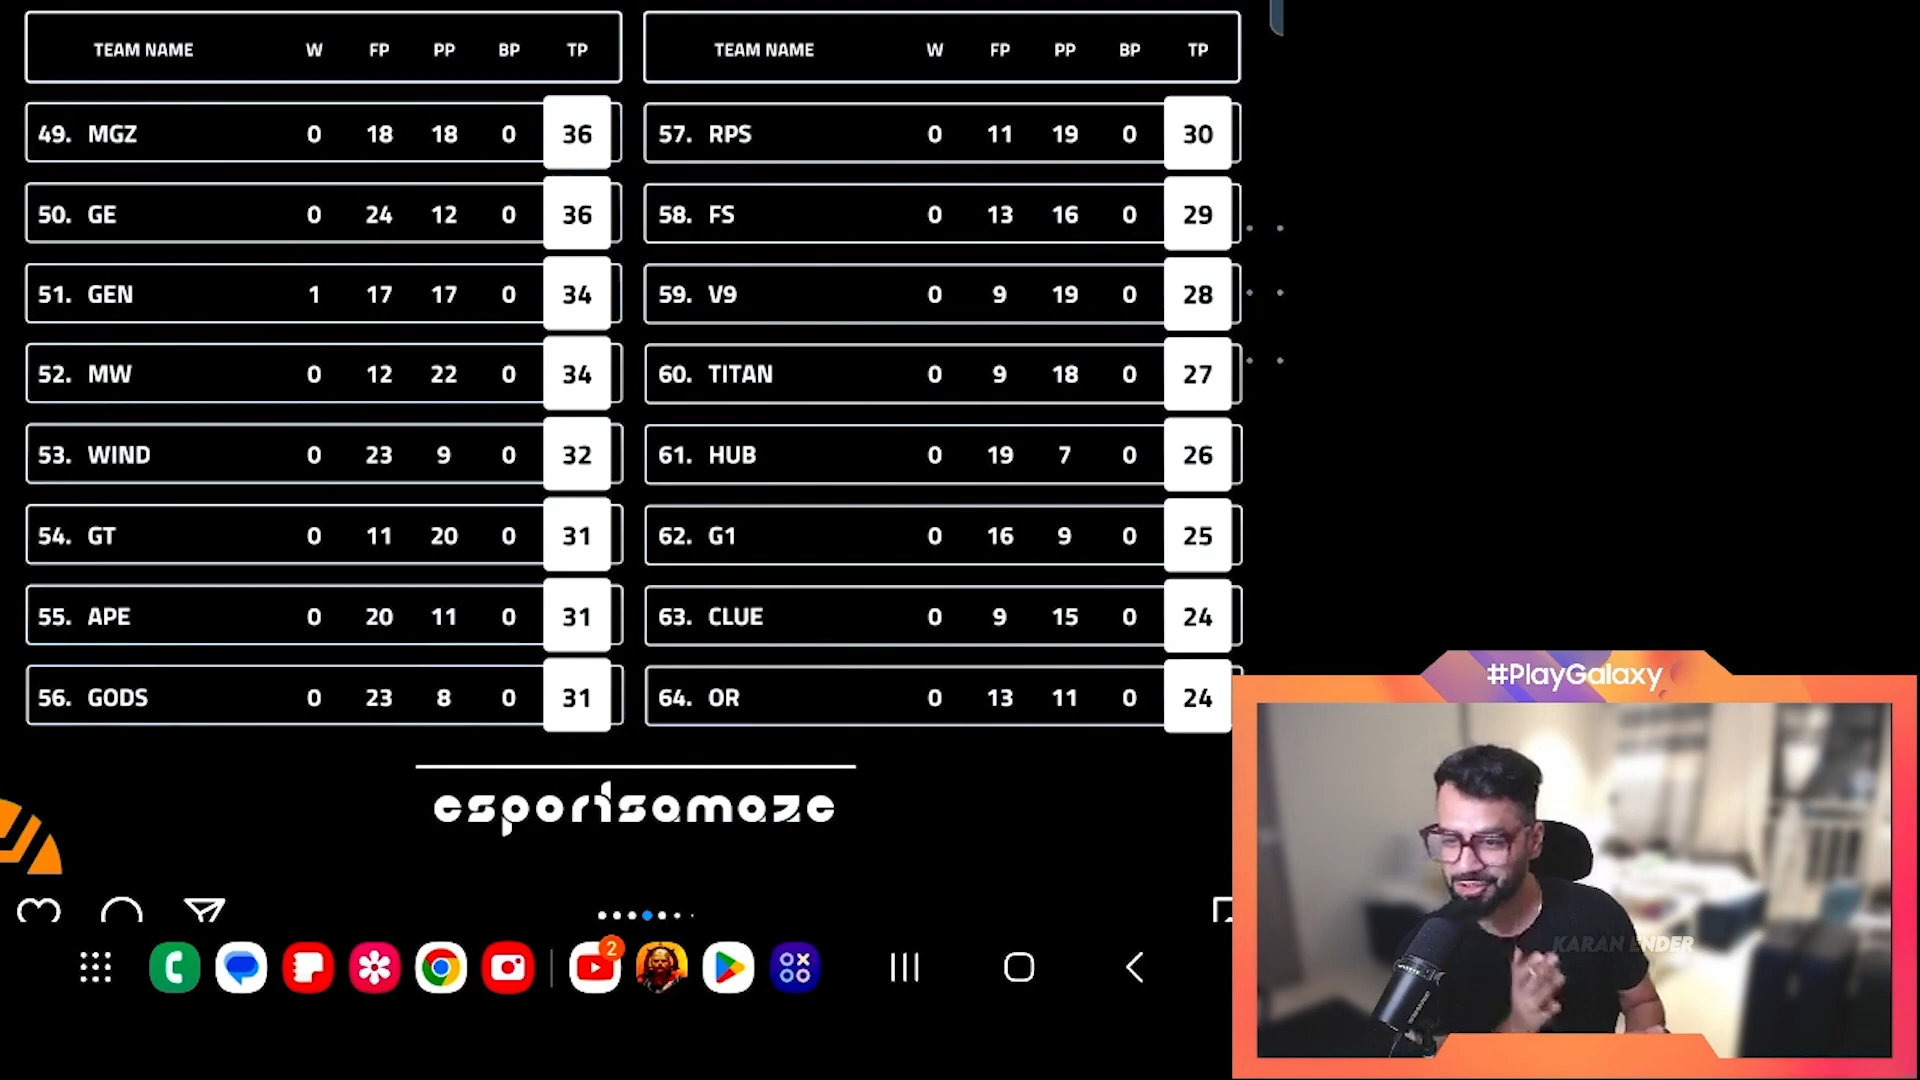 TEAM NAME W FP PP BP TP
49. MGZ 0 18 18 0 36
50. GE 0 24 12 0 36
51. GEN 1 17 17 0 34
52. MW 0 12 22 0 34
53. WIND 0 23 9 0 32
54. GT 0 11 20 0 31
55. APE 0 20 11 0 31
56. GODS 0 23 8 0 31
TEAM NAME W FP PP BP TP
57. RPS 0 11 19 0 30
58. FS 0 13 16 0 29
59. V9 0 9 19 0 28
60. TITAN 0 9 18 0 27
61. HUB 0 19 7 0 26
62. G1 0 16 9 0 25
63. CLUE 0 9 15 0 24
64. OR 0 13 11 0 24
esportsamaze
2
#PlayGalaxy
KARAN ENDER